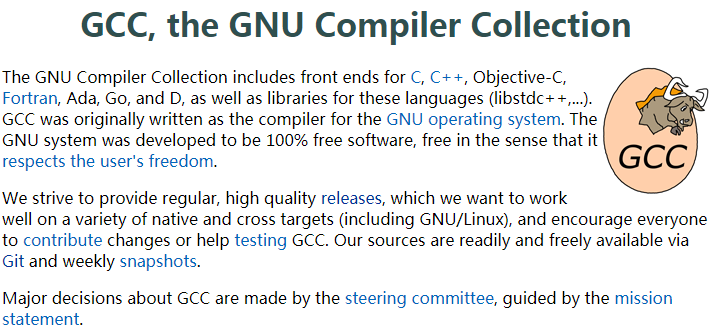 GCC, the GNU Compiler Collection
The GNU Compiler Collection includes front ends for C, C++, Objective-C,
Fortran, Ada, Go, and D, as well as libraries for these languages (libstdc++,...).
GCC was originally written as the compiler for the GNU operating system. The
GNU system was developed to be 100% free software, free in the sense that it
respects the user's freedom.
GCC
We strive to provide regular, high quality releases, which we want to work
well on a variety of native and cross targets (including GNU/Linux), and encourage everyone
to contribute changes or help testing GCC. Our sources are readily and freely available via
Git and weekly snapshots.
Major decisions about GCC are made by the steering committee, guided by the mission
statement.